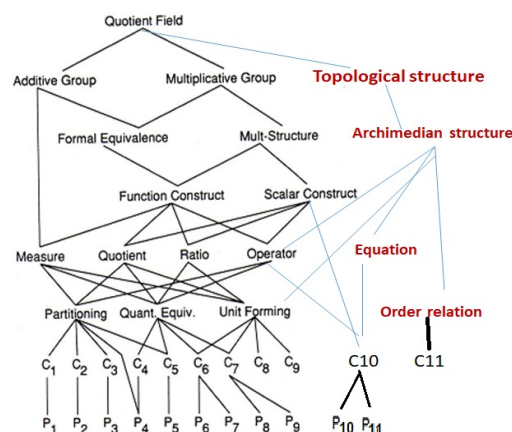 Quotient Field
Additive Group Multiplicative Group Topological structure
Formal Equivalence Mult-Structure Archimedian structure
Function Construct Scalar Construct
Measure Quotient Ratio Operator Equation
Partitioning Quant. Equiv. Unit Forming Order relation
C1 C2 C3 C4 C5 C6 C7 C8 C9 C10 C11
P1 P2 P3 P4 P5 P6 P7 P8 P9 P10 P11